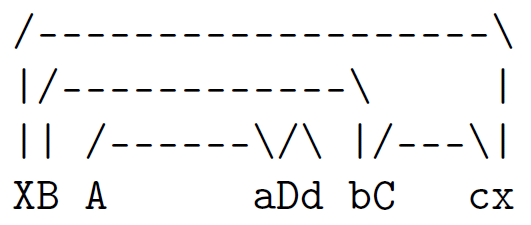 /-------------------\
|/------------\     |
|| /------\/\ |/---\|
XB A      aDd bC   cx